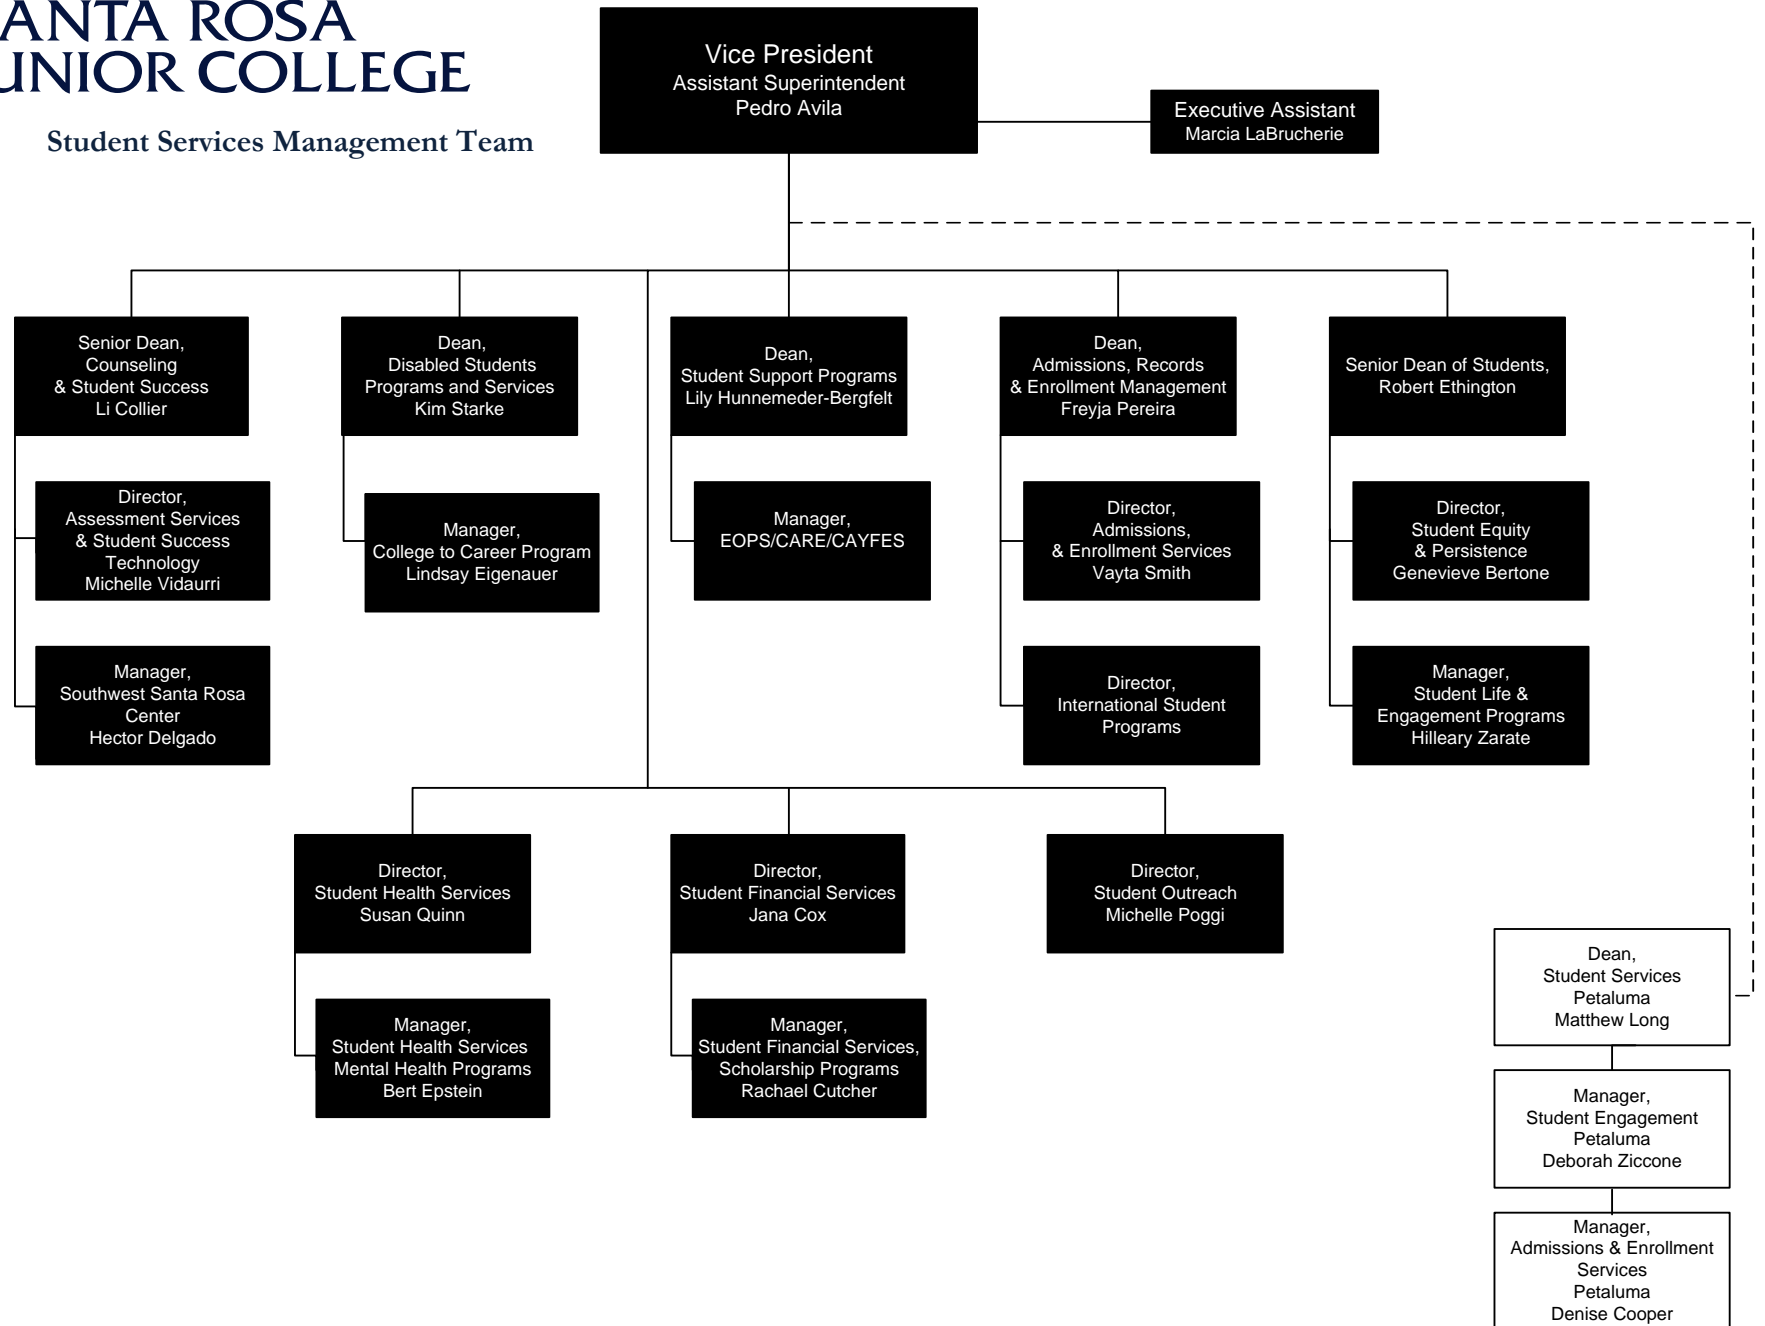 ANTA ROSA
UNIOR COLLEGE
Student Services Management Team
Vice President
Assistant Superintendent
Pedro Avila
Executive Assistant
Marcia LaBrucherie
Senior Dean,
Counseling
& Student Success
Li Collier
Dean,
Disabled Students
Programs and Services
Kim Starke
Dean,
Student Support Programs
Lily Hunnemeder-Bergfelt
Dean,
Admissions, Records
& Enrollment Management
Freyja Pereira
Senior Dean of Students,
Robert Ethington
Director,
Assessment Services
& Student Success
Technology
Michelle Vidaurri
Manager,
College to Career Program
Lindsay Eigenauer
Manager,
EOPS/CARE/CAYFES
Director,
Admissions,
& Enrollment Services
Vayta Smith
Director,
Student Equity
& Persistence
Genevieve Bertone
Manager,
Southwest Santa Rosa
Center
Hector Delgado
Director,
International Student
Programs
Manager,
Student Life &
Engagement Programs
Hilleary Zarate
Director,
Student Health Services
Susan Quinn
Director,
Student Financial Services
Jana Cox
Director,
Student Outreach
Michelle Poggi
Manager,
Student Health Services
Mental Health Programs
Bert Epstein
Manager,
Student Financial Services,
Scholarship Programs
Rachael Cutcher
Dean,
Student Services
Petaluma
Matthew Long
Manager,
Student Engagement
Petaluma
Deborah Ziccone
Manager,
Admissions & Enrollment
Services
Petaluma
Denise Cooper